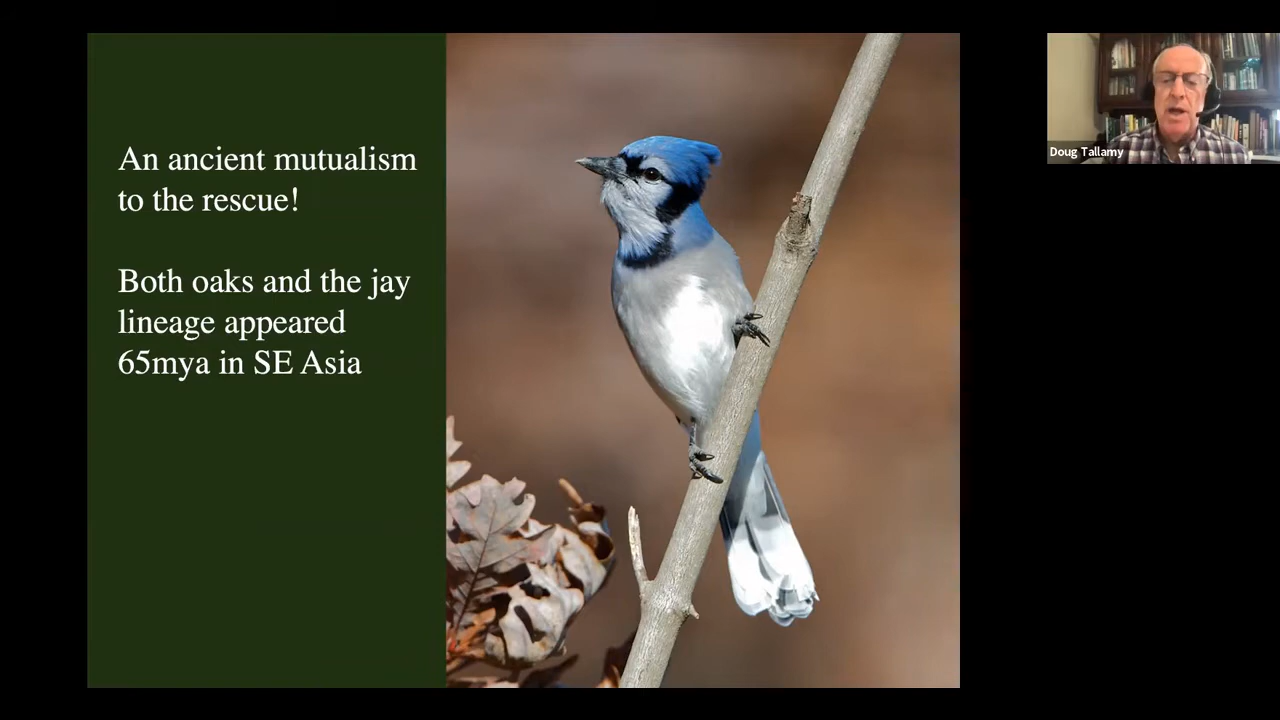 An ancient mutualism
to the rescue!
Both oaks and the jay
lineage appeared
65mya in SE Asia
Doug Tallamy